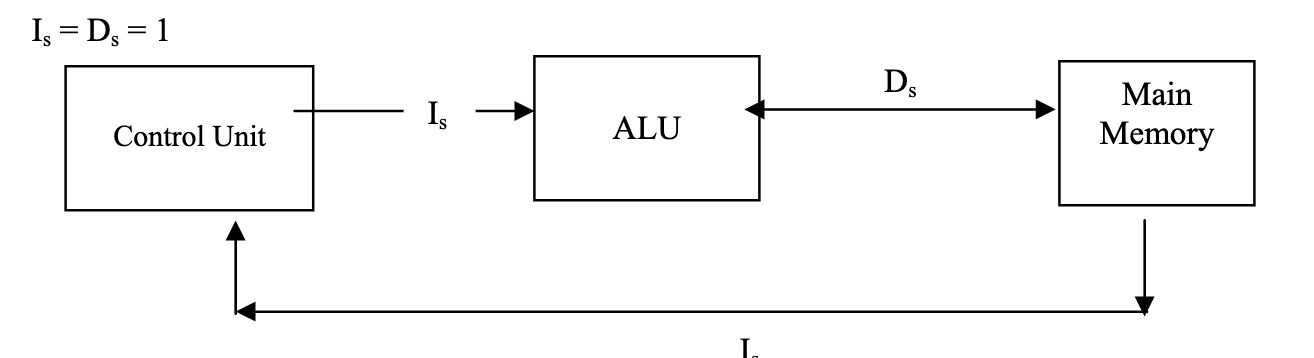 Is = Ds = 1
Control Unit
Is
ALU
Ds
Main
Memory
Is